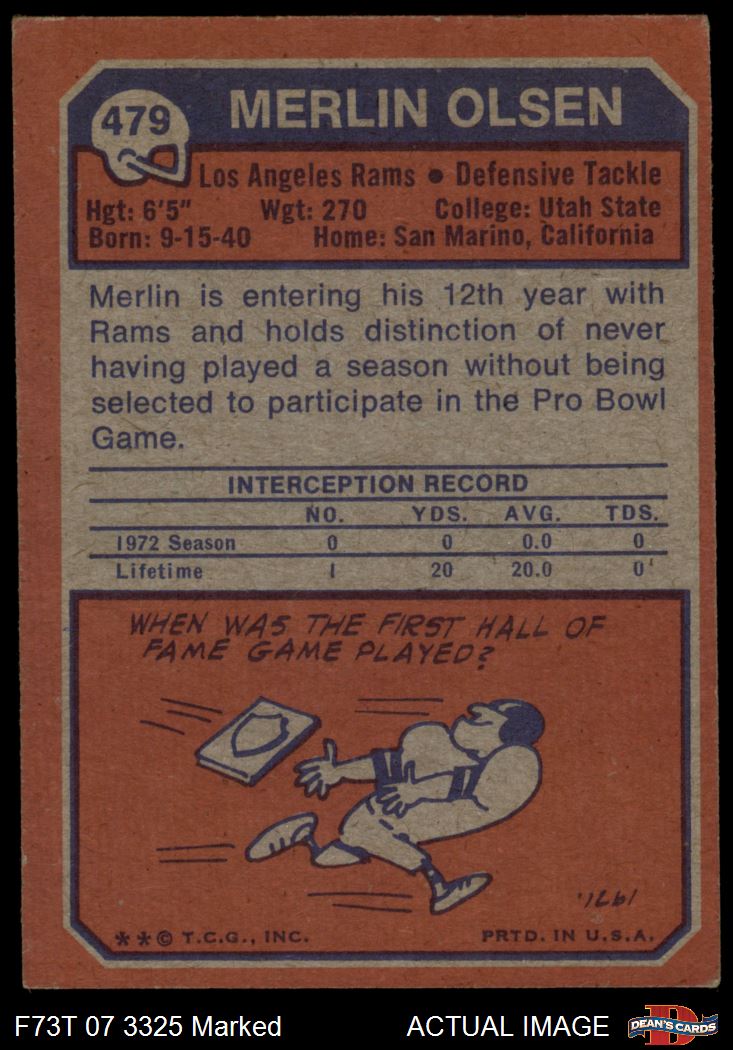 479
MERLIN OLSEN
Los Angeles Rams • Defensive Tackle
Hgt: 6'5" Wgt: 270 College: Utah State
Born: 9-15-40 Home: San Marino, California
Merlin is entering his 12th year with
Rams and holds distinction of never
having played a season without being
selected to participate in the Pro Bowl
Game.
INTERCEPTION RECORD
NO. YDS. AVG. TDS.
1972 Season 0 0 0.0 0
Lifetime 1 20 20.0 0
WHEN WAS THE FIRST HALL OF
FAME GAME PLAYED?
1971.
**© T.C.G., INC. PRTD. IN U.S.A.
F73T 07 3325 Marked ACTUAL IMAGE
D
DEAN'S CARDS